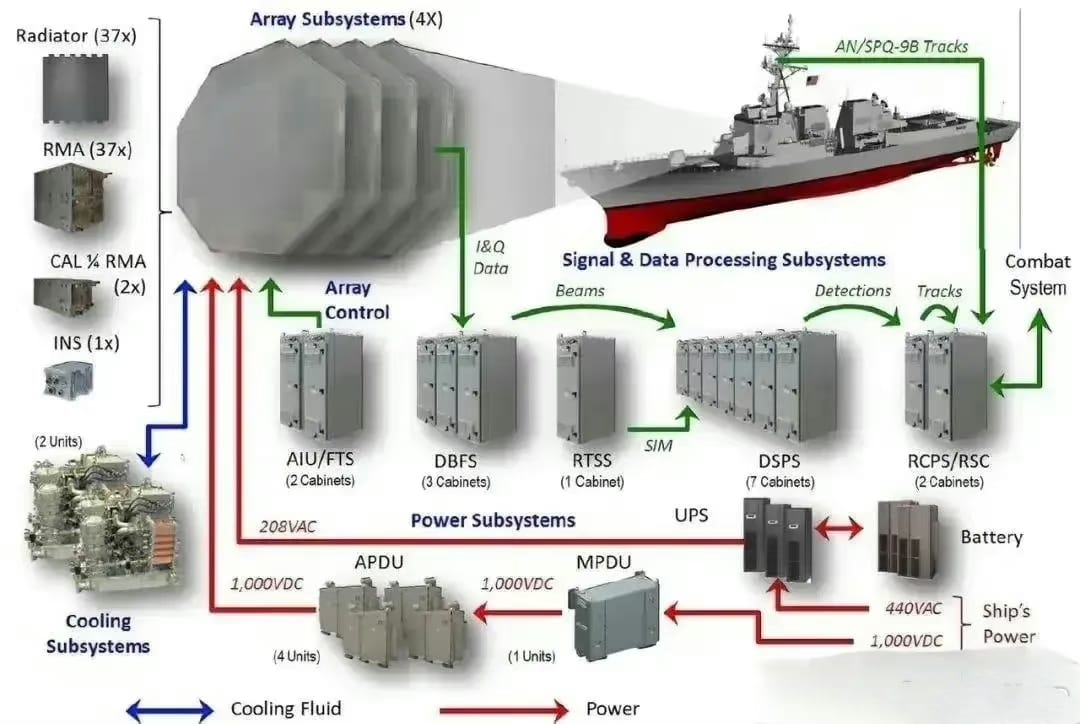 Array Subsystems (4X)
Radiator (37x)
AN/SPQ-9B Tracks
RMA (37x)
I&Q
Data
Signal & Data Processing Subsystems
Combat
System
CAL ¼ RMA
(2x)
Array
Control
Beams
Detections
Tracks
INS (1x)
(2 Units)
SIM
AIU/FTS
(2 Cabinets)
DBFS
(3 Cabinets)
RTSS
(1 Cabinet)
DSPS
(7 Cabinets)
RCPS/RSC
(2 Cabinets)
208VAC
Power Subsystems
UPS
Battery
APDU
MPDU
1,000VDC
1,000VDC
440VAC
1,000VDC
Ship's
Power
Cooling
Subsystems
(4 Units)
(1 Units)
Cooling Fluid
Power